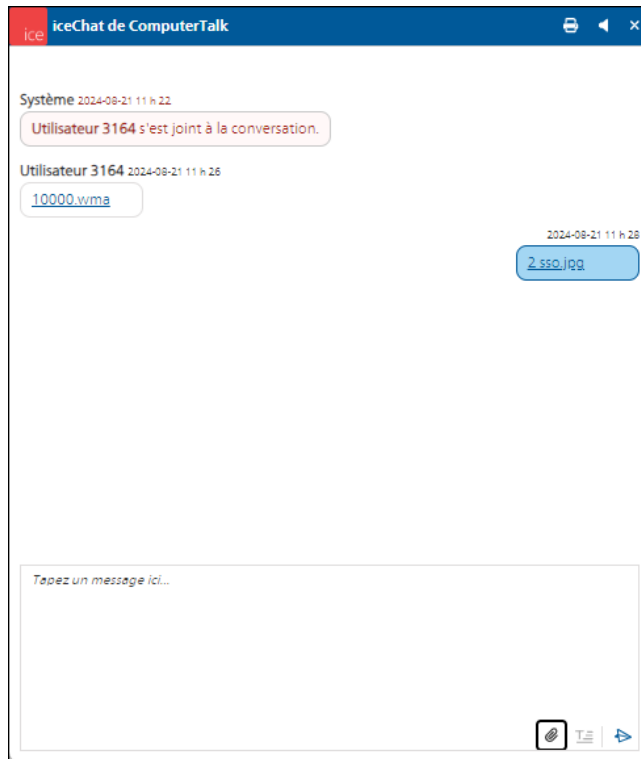 ice iceChat de ComputerTalk
Système 2024-08-21 11 h 22
Utilisateur 3164 s'est joint à la conversation.
Utilisateur 3164 2024-08-21 11 h 26
10000.wma
2024-08-21 11 h 28
2 sso.jpg
Tapez un message ici...